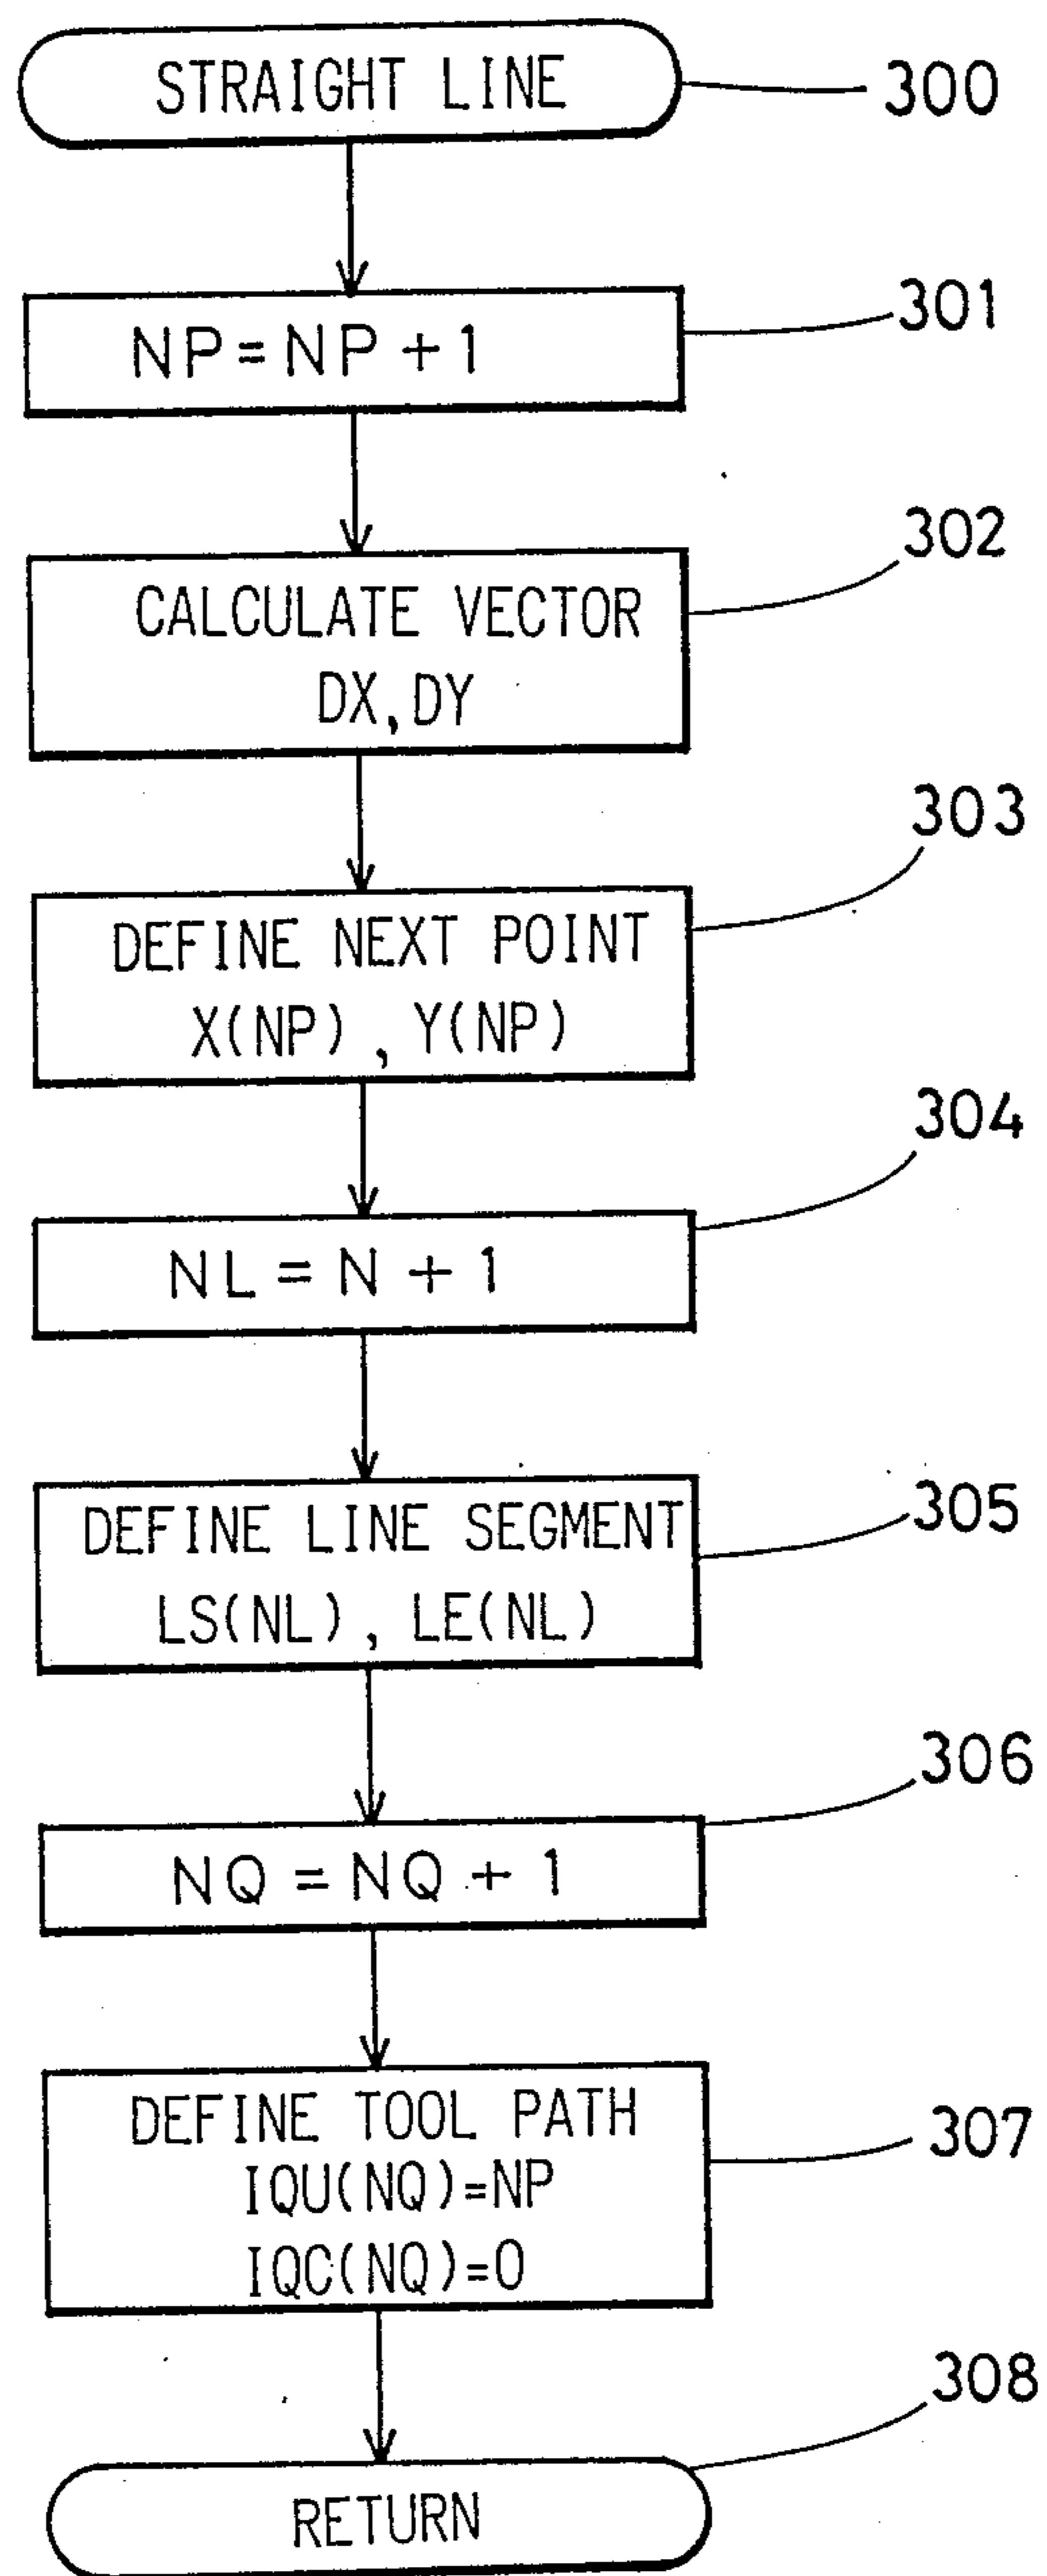 STRAIGHT LINE
300
NP=NP+1
301
CALCULATE VECTOR
DX,DY
302
DEFINE NEXT POINT
X(NP) , Y(NP)
303
NL = N + 1
304
DEFINE LINE SEGMENT
LS(NL), LE(NL)
305
NQ = NQ + 1
306
DEFINE TOOL PATH
IQU(NQ)=NP
IQC(NQ)=0
307
RETURN
308